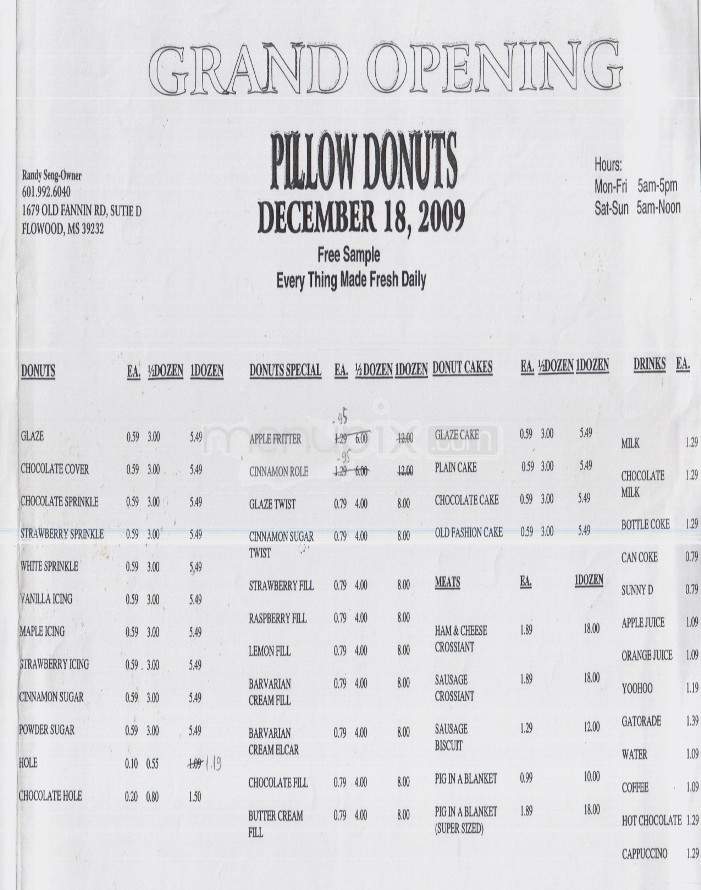 GRAND OPENING
PILLOW DONUTS
DECEMBER 18, 2009
Free Sample
Every Thing Made Fresh Daily
Randy Seng-Owner
601.992.6040
1679 OLD FANNIN RD, SUTIE D
FLOWOOD, MS 39232
Hours:
Mon-Fri 5am-5pm
Sat-Sun 5am-Noon
DONUTS EA. ½DOZEN 1DOZEN
GLAZE 0.59 3.00 5.49
CHOCOLATE COVER 0.59 3.00 5.49
CHOCOLATE SPRINKLE 0.59 3.00 5.49
STRAWBERRY SPRINKLE 0.59 3.00 5.49
WHITE SPRINKLE 0.59 3.00 5.49
VANILLA ICING 0.59 3.00 5.49
MAPLE ICING 0.59 3.00 5.49
STRAWBERRY ICING 0.59 3.00 5.49
CINNAMON SUGAR 0.59 3.00 5.49
POWDER SUGAR 0.59 3.00 5.49
HOLE 0.10 0.55 1.09 1.19
CHOCOLATE HOLE 0.20 0.80 1.50
DONUTS SPECIAL EA. ½ DOZEN 1DOZEN
.95
APPLE FRITTER 1.29 6.00 12.00
.95
CINNAMON ROLE 1.29 6.00 12.00
GLAZE TWIST 0.79 4.00 8.00
CINNAMON SUGAR 0.79 4.00 8.00
TWIST
STRAWBERRY FILL 0.79 4.00 8.00
RASPBERRY FILL 0.79 4.00 8.00
LEMON FILL 0.79 4.00 8.00
BARVARIAN 0.79 4.00 8.00
CREAM FILL
BARVARIAN 0.79 4.00 8.00
CREAM ELCAR
CHOCOLATE FILL 0.79 4.00 8.00
BUTTER CREAM 0.79 4.00 8.00
FILL
DONUT CAKES EA. ½DOZEN 1DOZEN
GLAZE CAKE 0.59 3.00 5.49
PLAIN CAKE 0.59 3.00 5.49
CHOCOLATE CAKE 0.59 3.00 5.49
OLD FASHION CAKE 0.59 3.00 5.49
MEATS EA. 1DOZEN
HAM & CHEESE 1.89 18.00
CROSSIANT
SAUSAGE 1.89 18.00
CROSSIANT
SAUSAGE 1.29 12.00
BISCUIT
PIG IN A BLANKET 0.99 10.00
PIG IN A BLANKET 1.89 18.00
(SUPER SIZED)
DRINKS EA.
MILK 1.29
CHOCOLATE 1.29
MILK
BOTTLE COKE 1.29
CAN COKE 0.79
SUNNY D 0.79
APPLE JUICE 1.09
ORANGE JUICE 1.09
YOOHOO 1.19
GATORADE 1.39
WATER 1.09
COFFEE 1.09
HOT CHOCOLATE 1.29
CAPPUCCINO 1.29
menupix.com